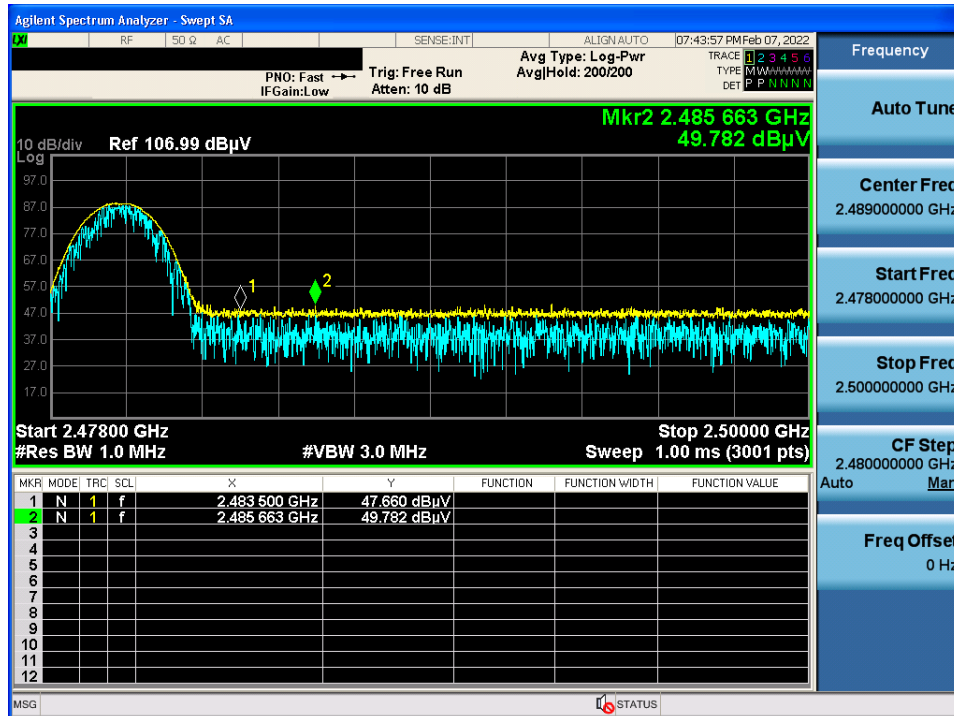 Agilent Spectrum Analyzer - Swept SA
LXI RF 50 Ω AC SENSE:INT ALIGN AUTO 07:43:57 PM Feb 07, 2022
PNO: Fast Trig: Free Run Avg Type: Log-Pwr TRACE 1 2 3 4 5 6
IFGain:Low Atten: 10 dB Avg|Hold: 200/200 TYPE M WWWWW
DET P P N N N N
Mkr2 2.485 663 GHz
49.782 dBµV
10 dB/div Ref 106.99 dBµV
Log
97.0
87.0
77.0
67.0
57.0
47.0
37.0
27.0
17.0
1
2
Start 2.47800 GHz Stop 2.50000 GHz
#Res BW 1.0 MHz #VBW 3.0 MHz Sweep 1.00 ms (3001 pts)
MKR MODE TRC SCL X Y FUNCTION FUNCTION WIDTH FUNCTION VALUE
1 N 1 f 2.483 500 GHz 47.660 dBµV
2 N 1 f 2.485 663 GHz 49.782 dBµV
3
4
5
6
7
8
9
10
11
12
MSG STATUS
Frequency
Auto Tune
Center Freq
2.489000000 GHz
Start Freq
2.478000000 GHz
Stop Freq
2.500000000 GHz
CF Step
2.480000000 GHz
Auto Man
Freq Offset
0 Hz